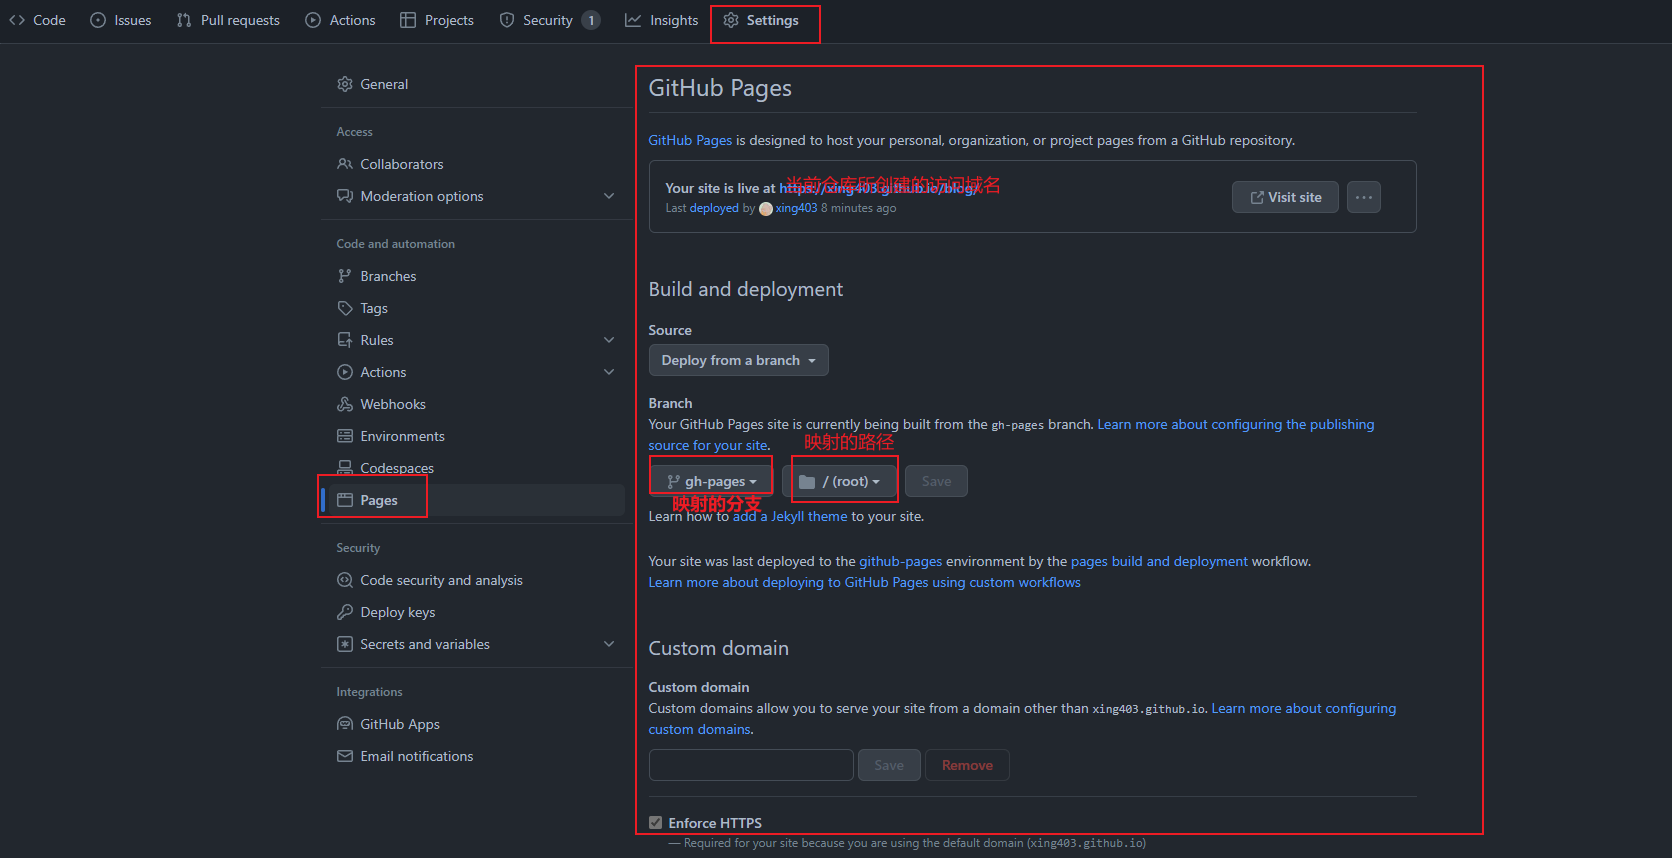 Code Issues Pull requests Actions Projects Security 1 Insights Settings
General
Access
Collaborators
Moderation options
Code and automation
Branches
Tags
Rules
Actions
Webhooks
Environments
Codespaces
Pages
Security
Code security and analysis
Deploy keys
Secrets and variables
Integrations
GitHub Apps
Email notifications
GitHub Pages
GitHub Pages is designed to host your personal, organization, or project pages from a GitHub repository.
当前仓库所创建的访问域名
Your site is live at https://xing403.github.io/blog/
Last deployed by xing403 8 minutes ago
Visit site
Build and deployment
Source
Deploy from a branch
Branch
Your GitHub Pages site is currently being built from the gh-pages branch. Learn more about configuring the publishing
source for your site.
映射的路径
gh-pages / (root) Save
映射的分支
Learn how to add a Jekyll theme to your site.
Your site was last deployed to the github-pages environment by the pages build and deployment workflow.
Learn more about deploying to GitHub Pages using custom workflows
Custom domain
Custom domain
Custom domains allow you to serve your site from a domain other than xing403.github.io. Learn more about configuring
custom domains.
Save Remove
Enforce HTTPS
— Required for your site because you are using the default domain (xing403.github.io)